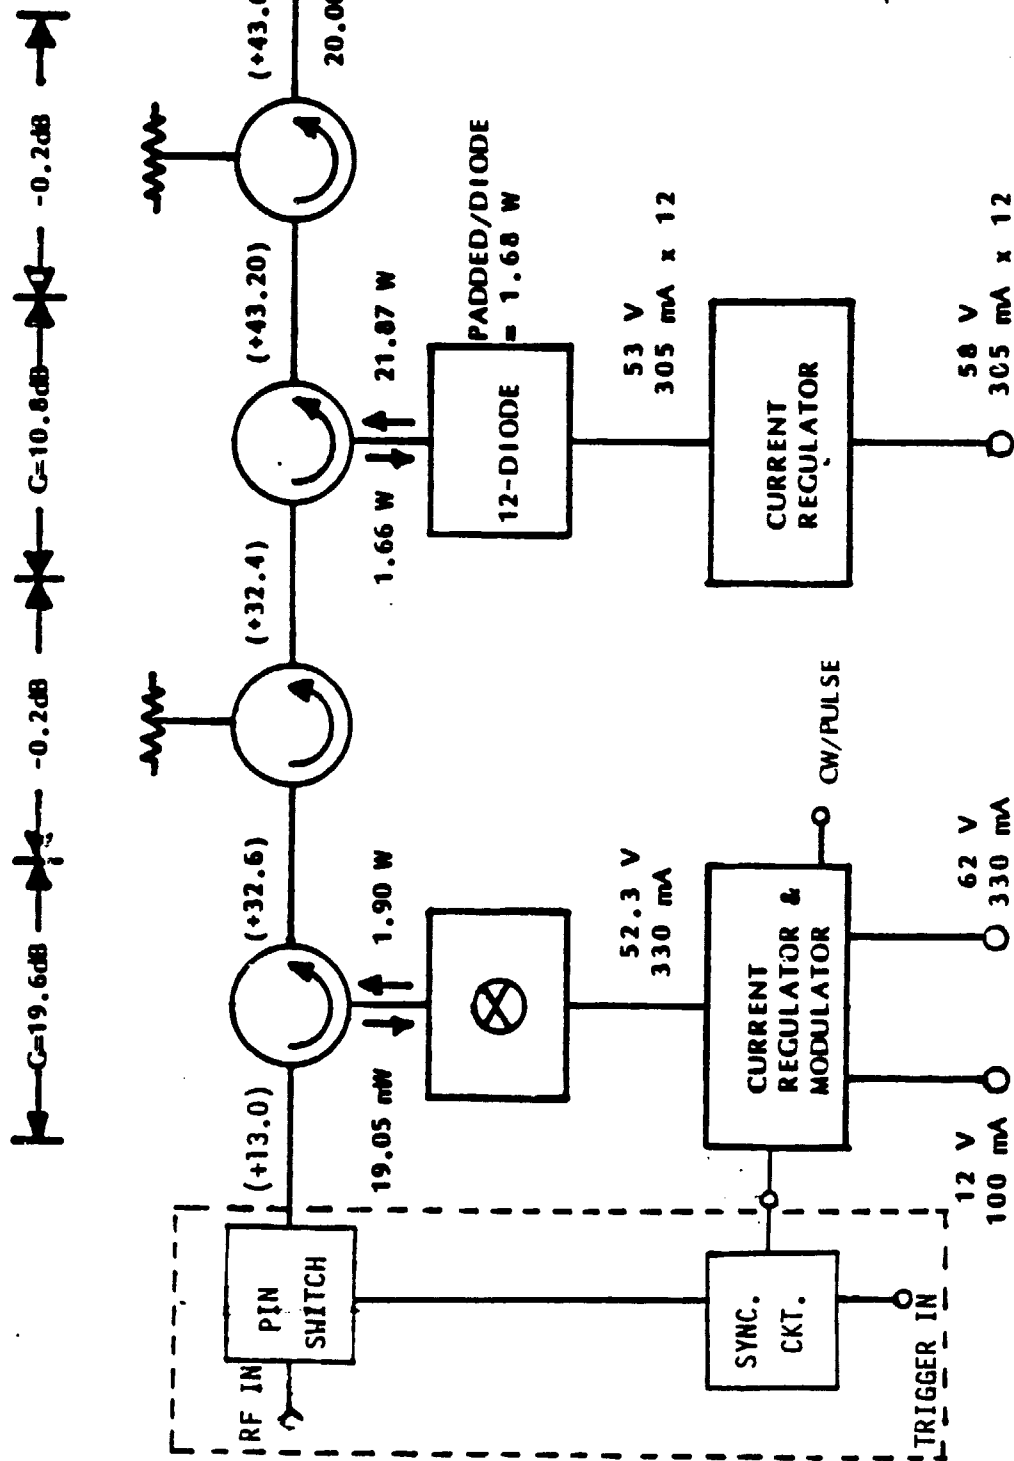 G=19.6dB
-0.2dB
G=10.8dB
-0.2dB
RF IN
PIN
SWITCH
(+13.0)
(+32.6)
(+32.4)
(+43.20)
20.0
19.05 mW
1.90 W
1.66 W
21.87 W
12-DIODE
PADDED/DIODE
= 1.68 W
52.3 V
330 mA
53 V
305 mA x 12
SYNC.
CKT.
TRIGGER IN
CURRENT
REGULATOR &
MODULATOR
CW/PULSE
CURRENT
REGULATOR
12 V
100 mA
62 V
330 mA
58 V
305 mA x 12